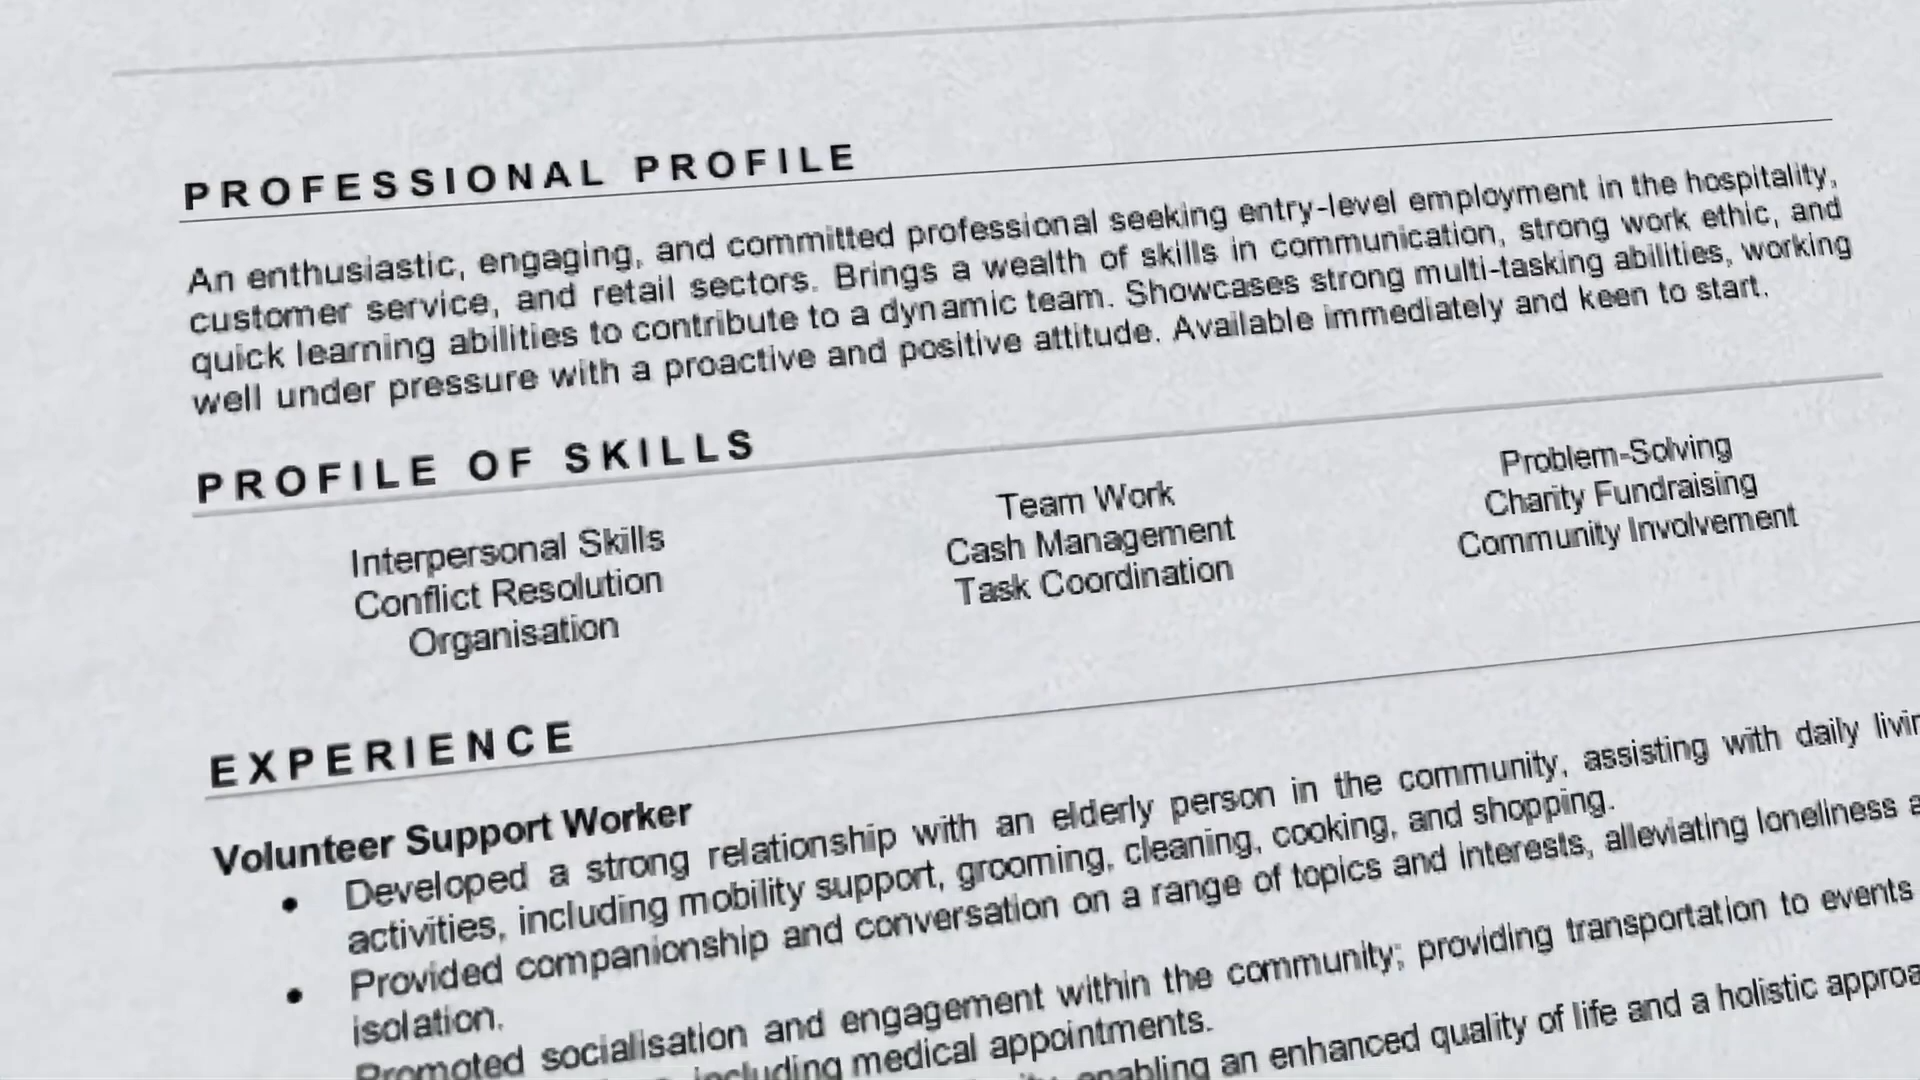 PROFESSIONAL PROFILE
An enthusiastic, engaging, and committed professional seeking entry-level employment in the hospitality,
customer service, and retail sectors. Brings a wealth of skills in communication, strong work ethic, and
quick learning abilities to contribute to a dynamic team. Showcases strong multi-tasking abilities, working
well under pressure with a proactive and positive attitude. Available immediately and keen to start.
PROFILE OF SKILLS
Interpersonal Skills
Conflict Resolution
Organisation
Team Work
Cash Management
Task Coordination
Problem-Solving
Charity Fundraising
Community Involvement
EXPERIENCE
Volunteer Support Worker
• Developed a strong relationship with an elderly person in the community, assisting with daily
activities, including mobility support, grooming, cleaning, cooking, and shopping.
• Provided companionship and conversation on a range of topics and interests, alleviating loneliness
isolation.
Promoted socialisation and engagement within the community; providing transportation to events
including medical appointments.
enabling an enhanced quality of life and a holistic